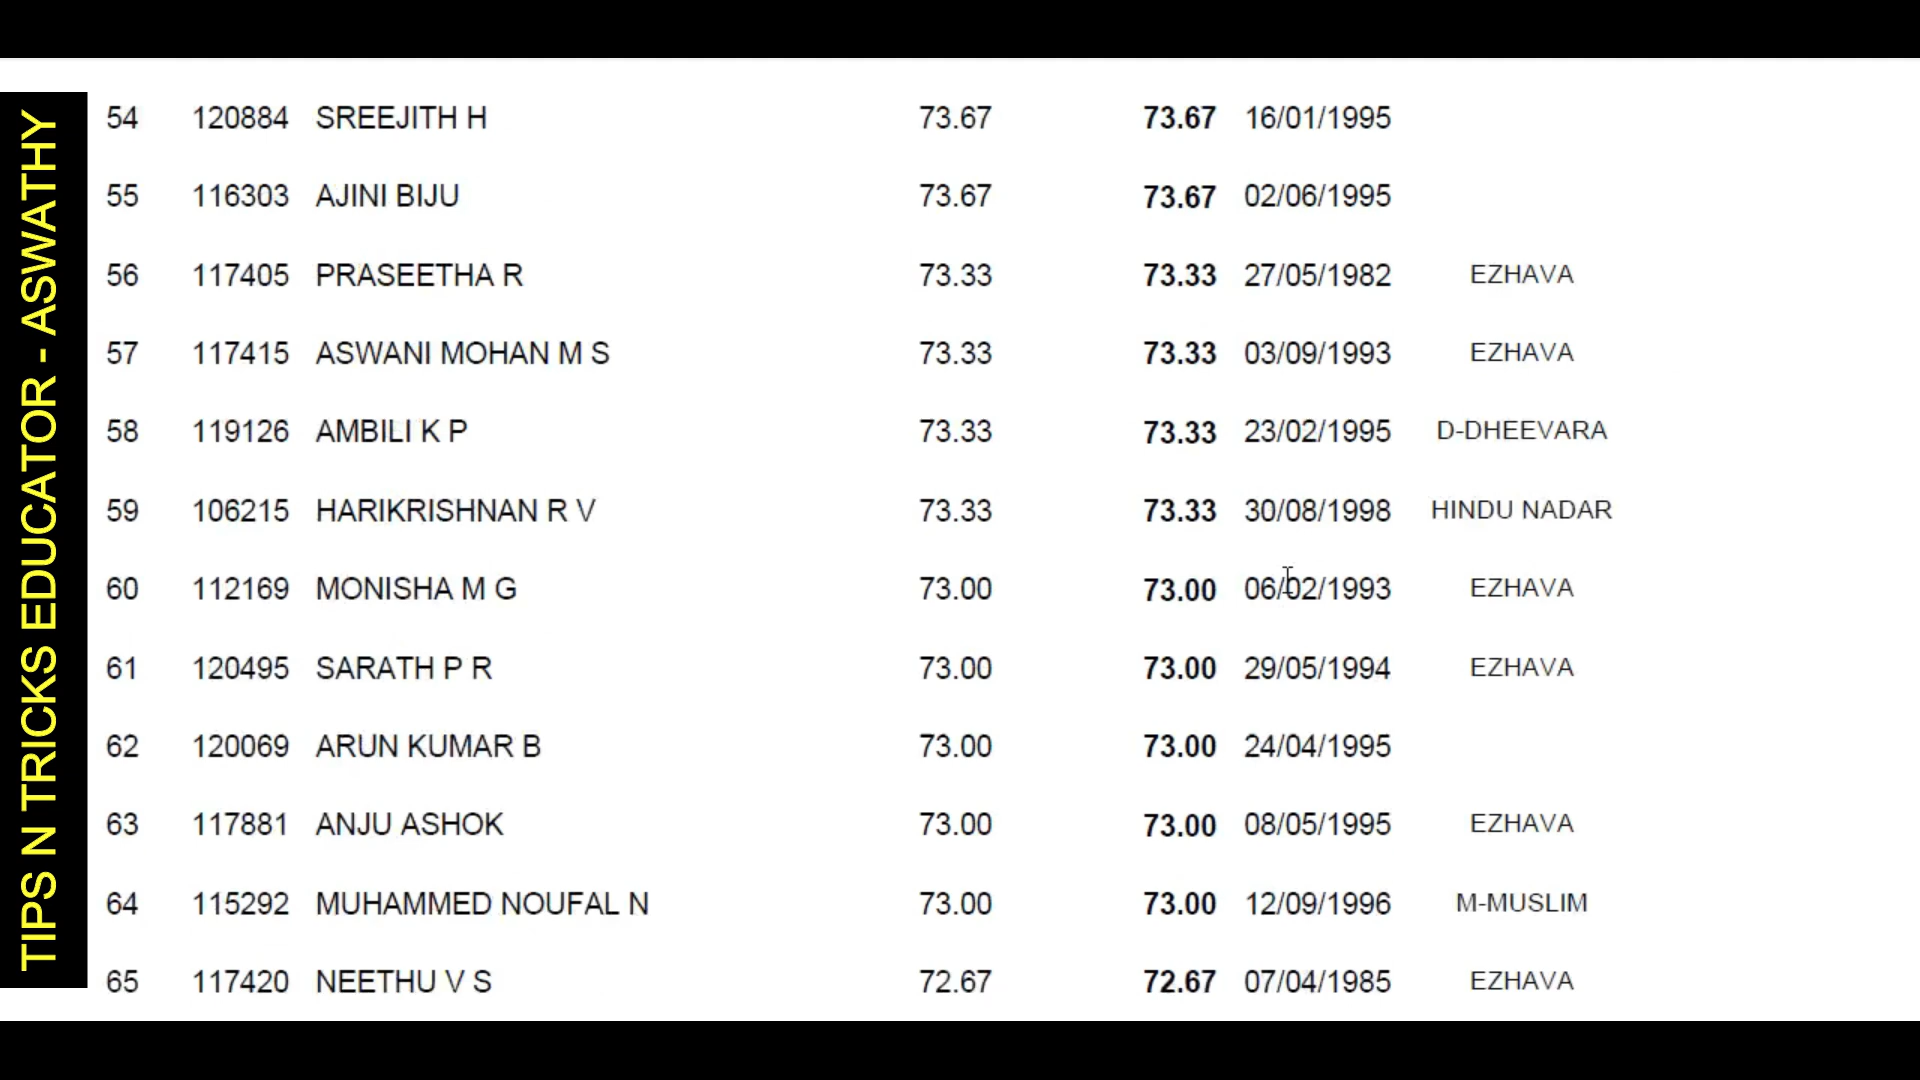 TIPS N TRICKS EDUCATOR - ASWATHY
54 120884 SREEJITH H 73.67 73.67 16/01/1995
55 116303 AJINI BIJU 73.67 73.67 02/06/1995
56 117405 PRASEETHA R 73.33 73.33 27/05/1982 EZHAVA
57 117415 ASWANI MOHAN M S 73.33 73.33 03/09/1993 EZHAVA
58 119126 AMBILI K P 73.33 73.33 23/02/1995 D-DHEEVARA
59 106215 HARIKRISHNAN R V 73.33 73.33 30/08/1998 HINDU NADAR
60 112169 MONISHA M G 73.00 73.00 06/02/1993 EZHAVA
61 120495 SARATH P R 73.00 73.00 29/05/1994 EZHAVA
62 120069 ARUN KUMAR B 73.00 73.00 24/04/1995
63 117881 ANJU ASHOK 73.00 73.00 08/05/1995 EZHAVA
64 115292 MUHAMMED NOUFAL N 73.00 73.00 12/09/1996 M-MUSLIM
65 117420 NEETHU V S 72.67 72.67 07/04/1985 EZHAVA